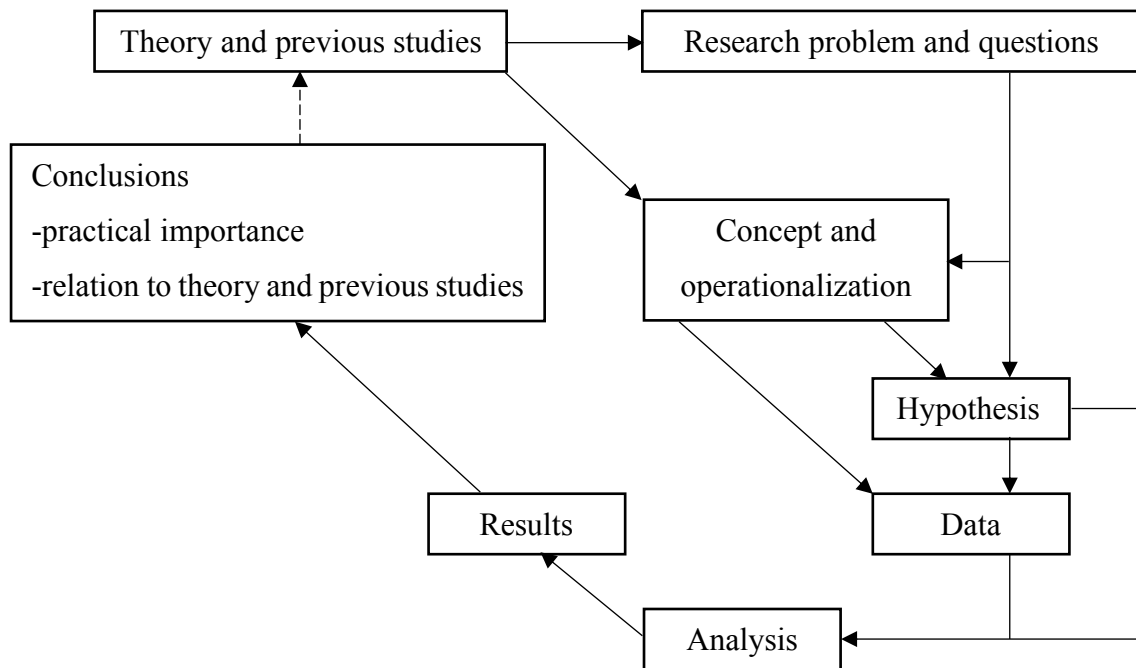 Theory and previous studies
Research problem and questions
Conclusions
-practical importance
-relation to theory and previous studies
Concept and
operationalization
Hypothesis
Data
Results
Analysis